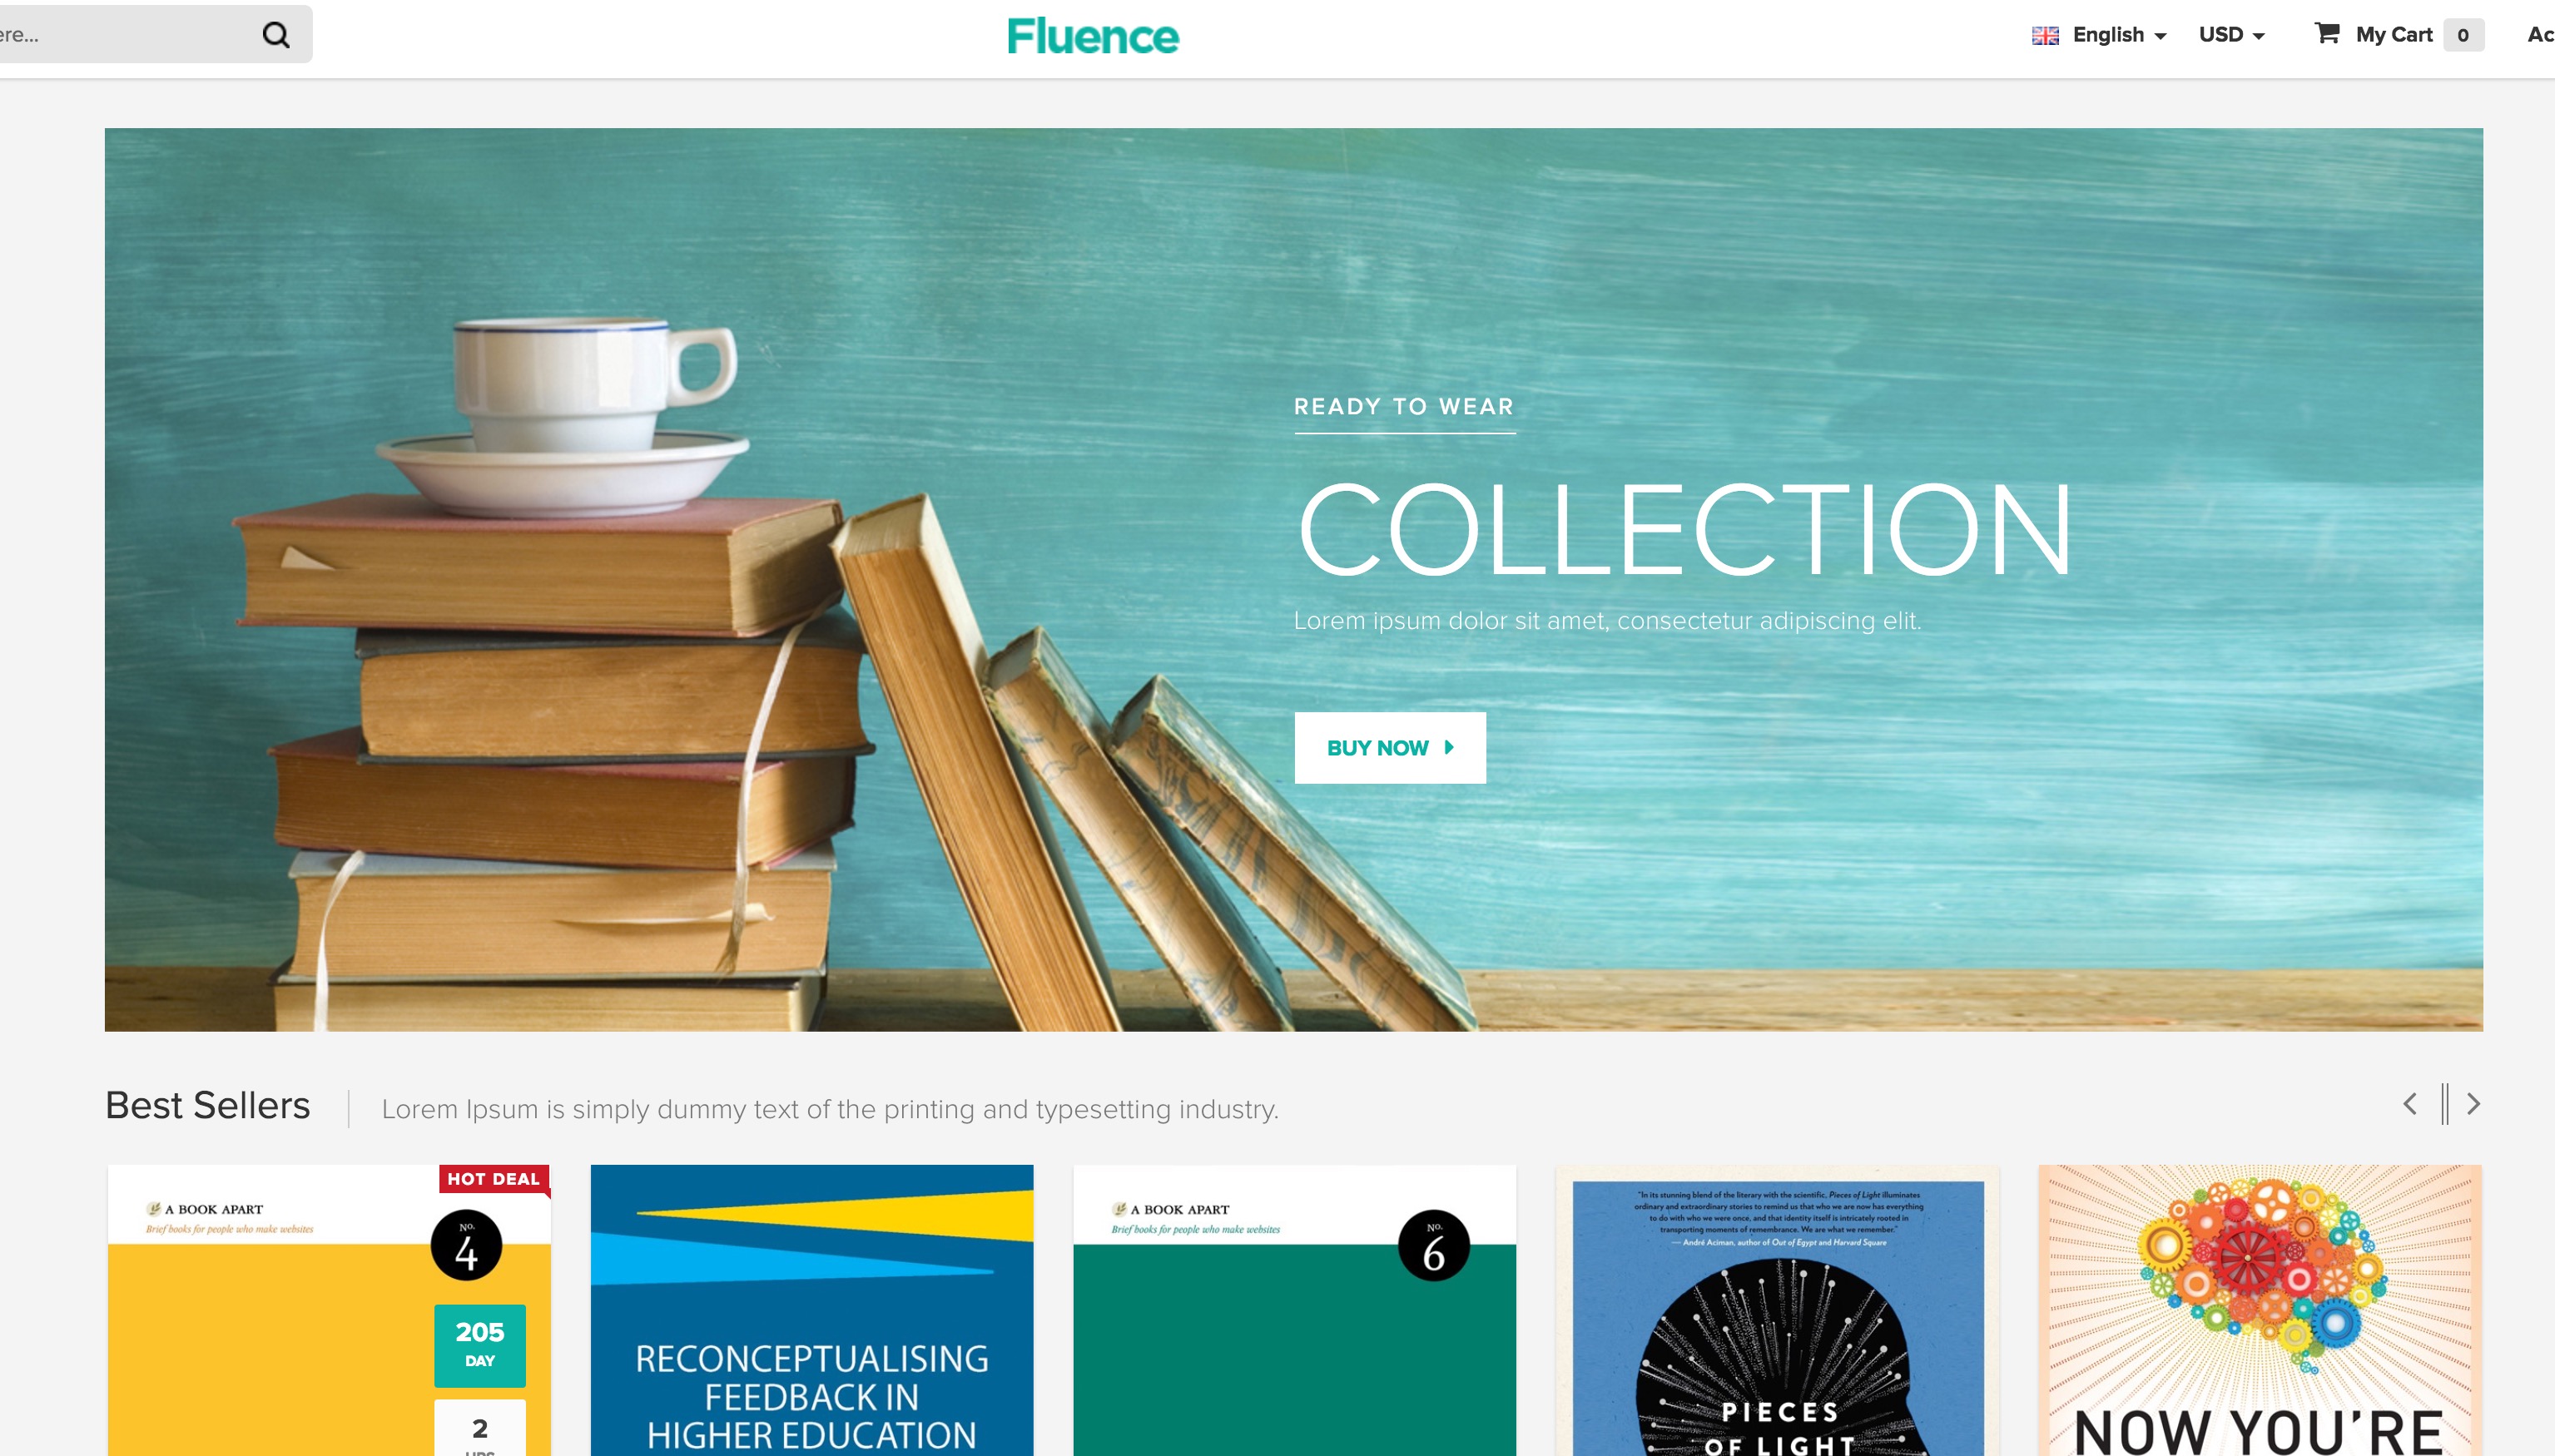 ere...
Fluence
English
USD
My Cart 0
Ac
READY TO WEAR
COLLECTION
Lorem ipsum dolor sit amet, consectetur adipiscing elit.
BUY NOW
Best Sellers
Lorem Ipsum is simply dummy text of the printing and typesetting industry.
HOT DEAL
A BOOK APART
Brief books for people who make websites
No.
4
205
DAY
2
HRS
RECONCEPTUALISING
FEEDBACK IN
HIGHER EDUCATION
A BOOK APART
Brief books for people who make websites
No.
6
"In its stunning blend of the literary with the scientific, Pieces of Light illuminates
ordinary and extraordinary stories to remind us that who we are now has everything
to do with who we were once, and that identity itself is intricately rooted in
transporting moments of remembrance. We are what we remember."
— André Aciman, author of Out of Egypt and Harvard Square
PIECES
OF LIGHT
NOW YOU'RE